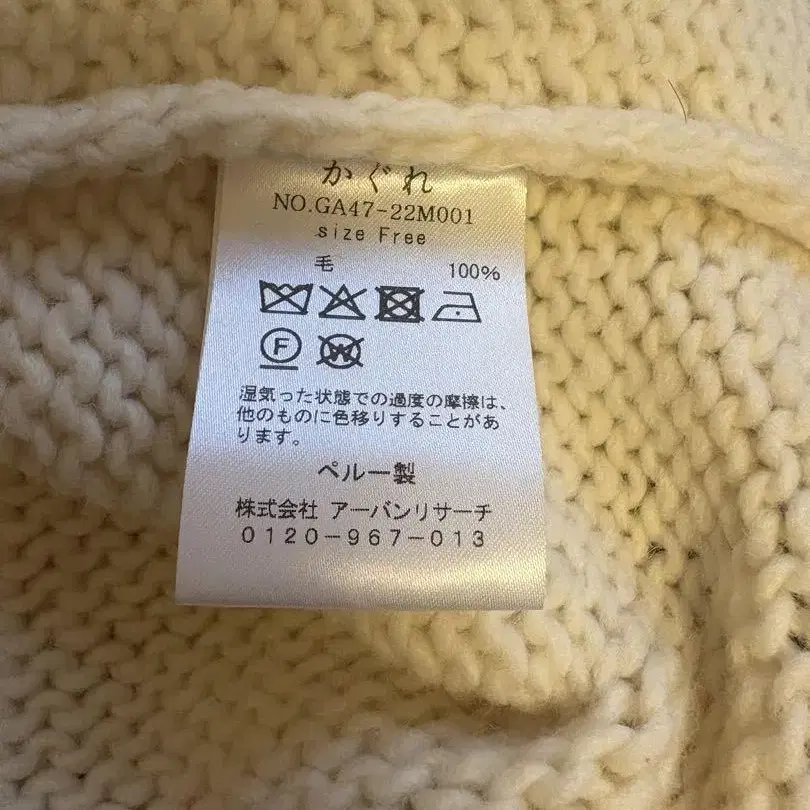 かぐれ
NO.GA47-22M001
size Free
毛 100%
F W
湿気った状態での過度の摩擦は、
他のものに色移りすることがあ
ります。
ペルー製
株式会社 アーバンリサーチ
0120-967-013